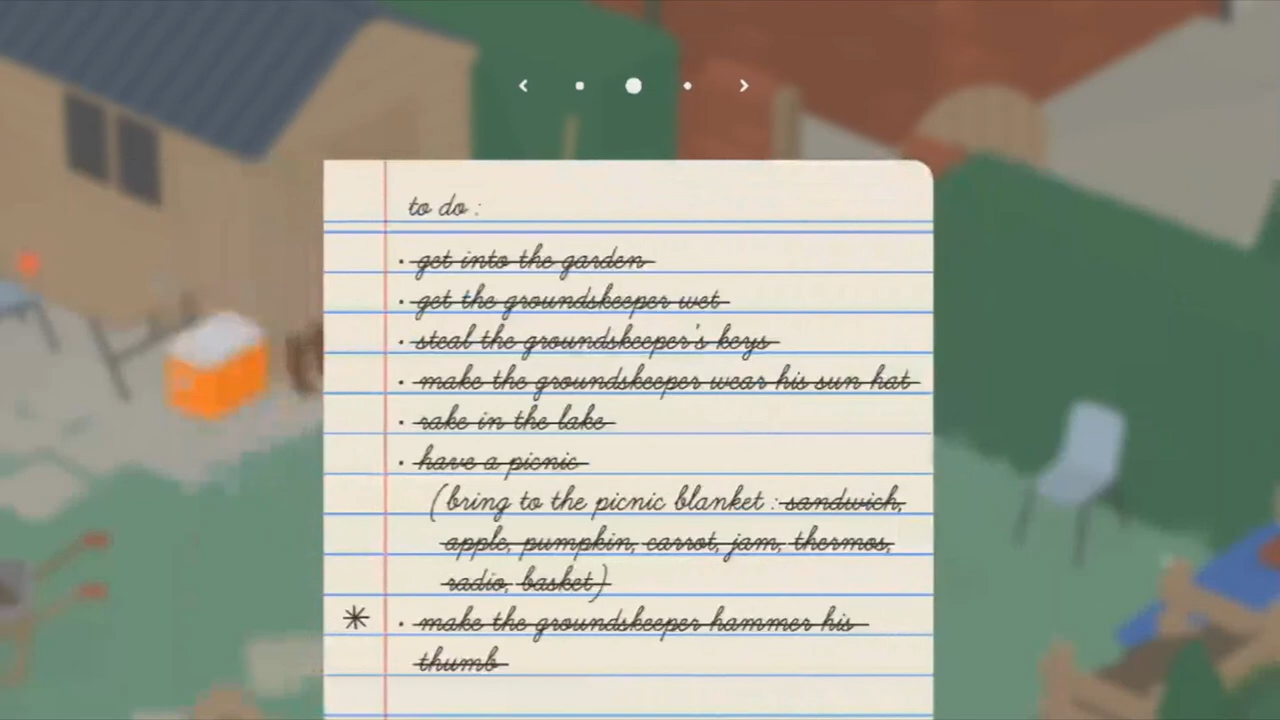 to do :
· get into the garden
· get the groundskeeper wet
· steal the groundskeeper's keys
· make the groundskeeper wear his sun hat
· rake in the lake
· have a picnic
(bring to the picnic blanket : sandwich,
apple, pumpkin, carrot, jam, thermos,
radio, basket)
· make the groundskeeper hammer his
thumb